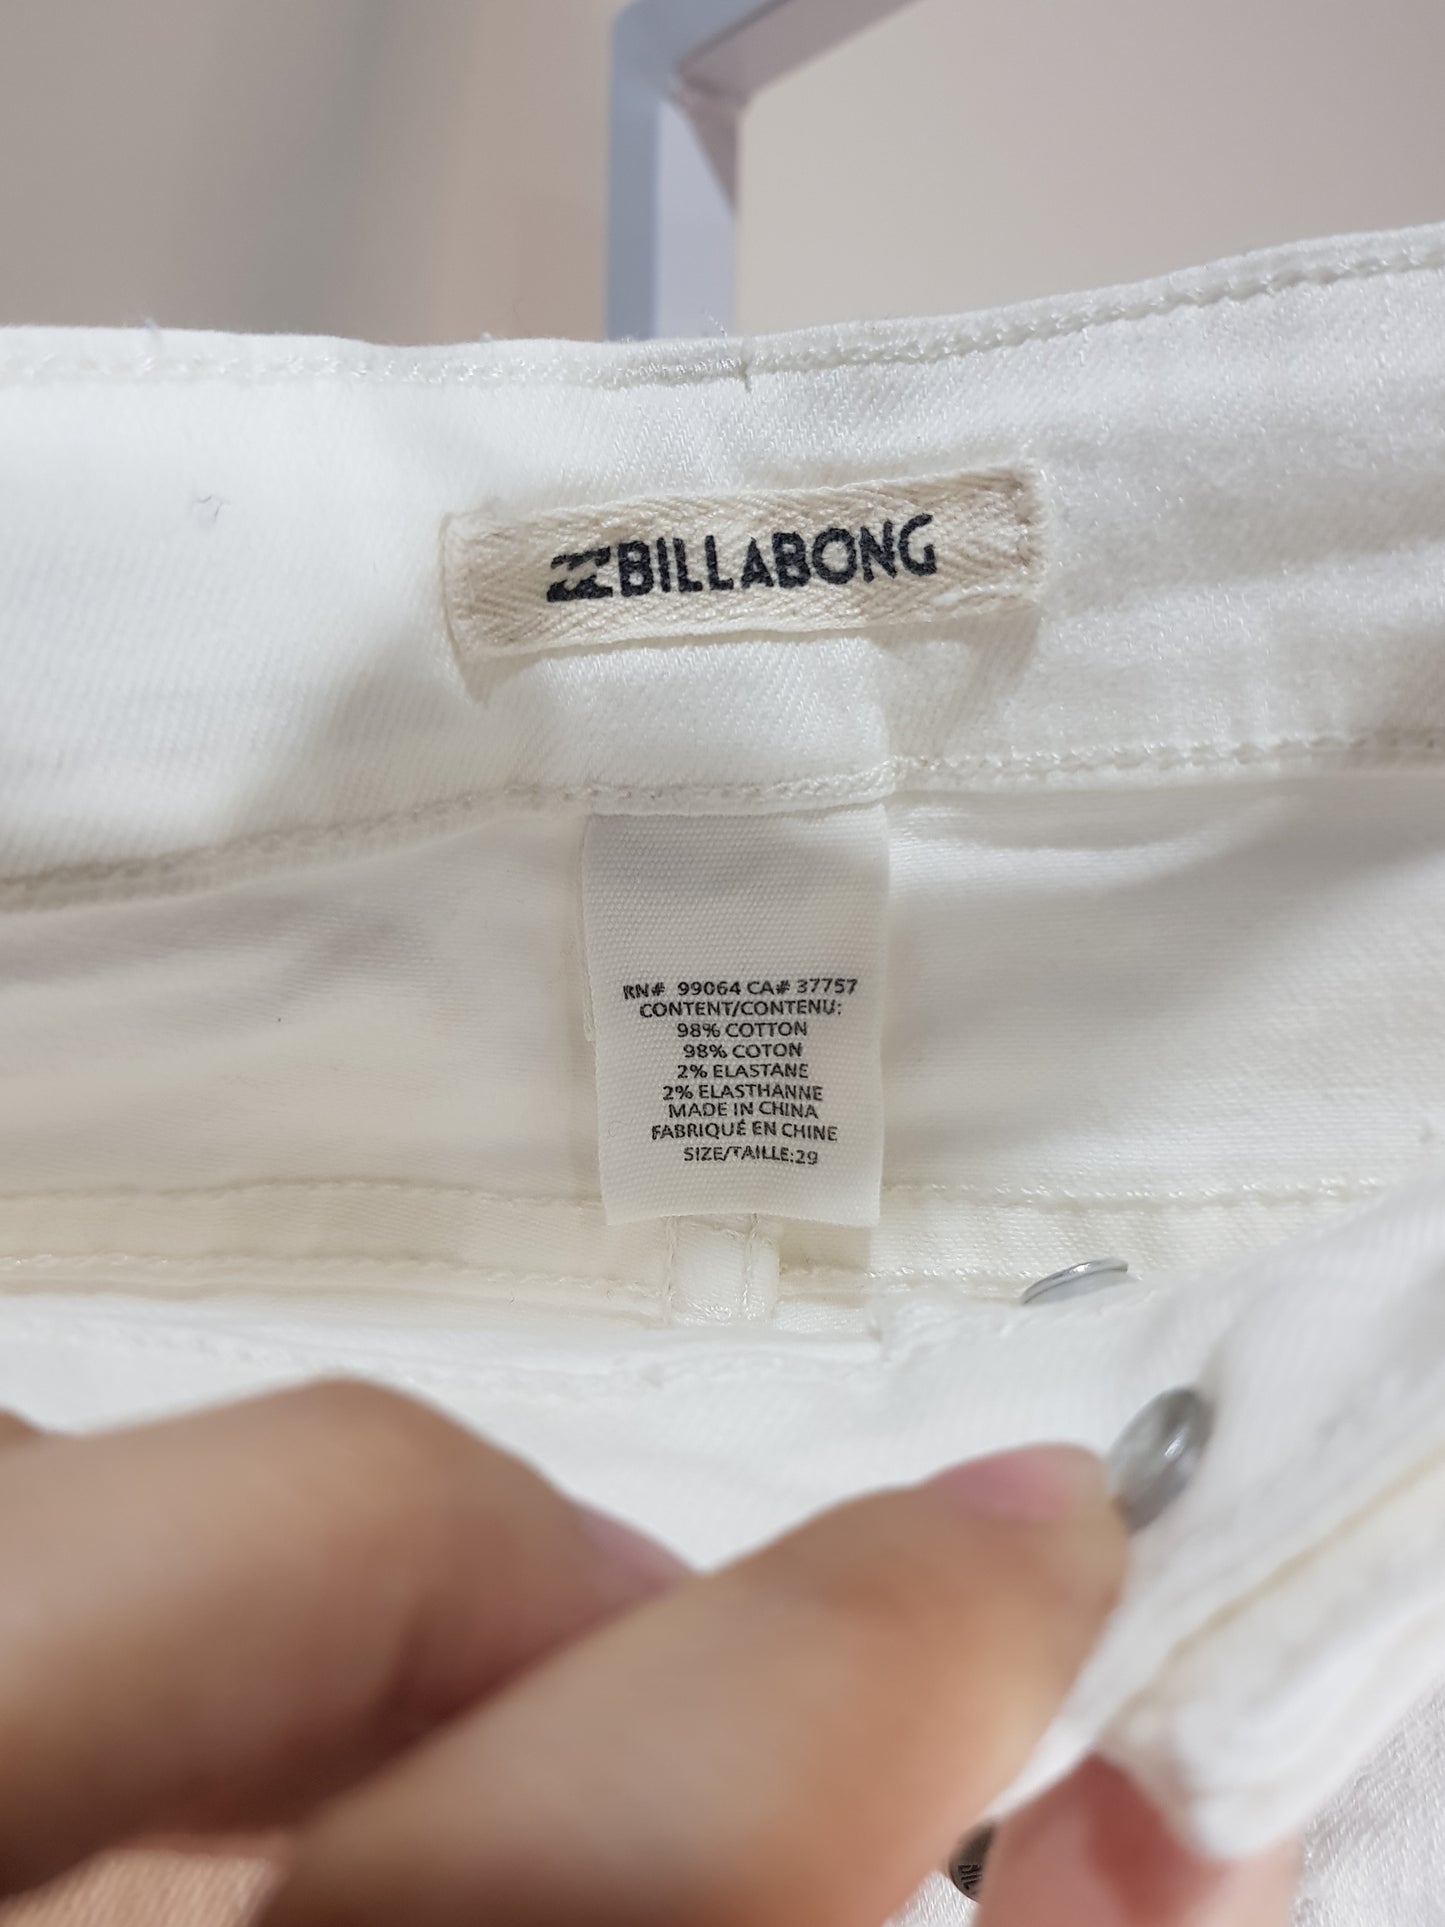 BILLABONG
RN# 99064 CA# 37757
CONTENT/CONTENU:
98% COTTON
98% COTON
2% ELASTANE
2% ELASTHANNE
MADE IN CHINA
FABRIQUÉ EN CHINE
SIZE/TAILLE:29